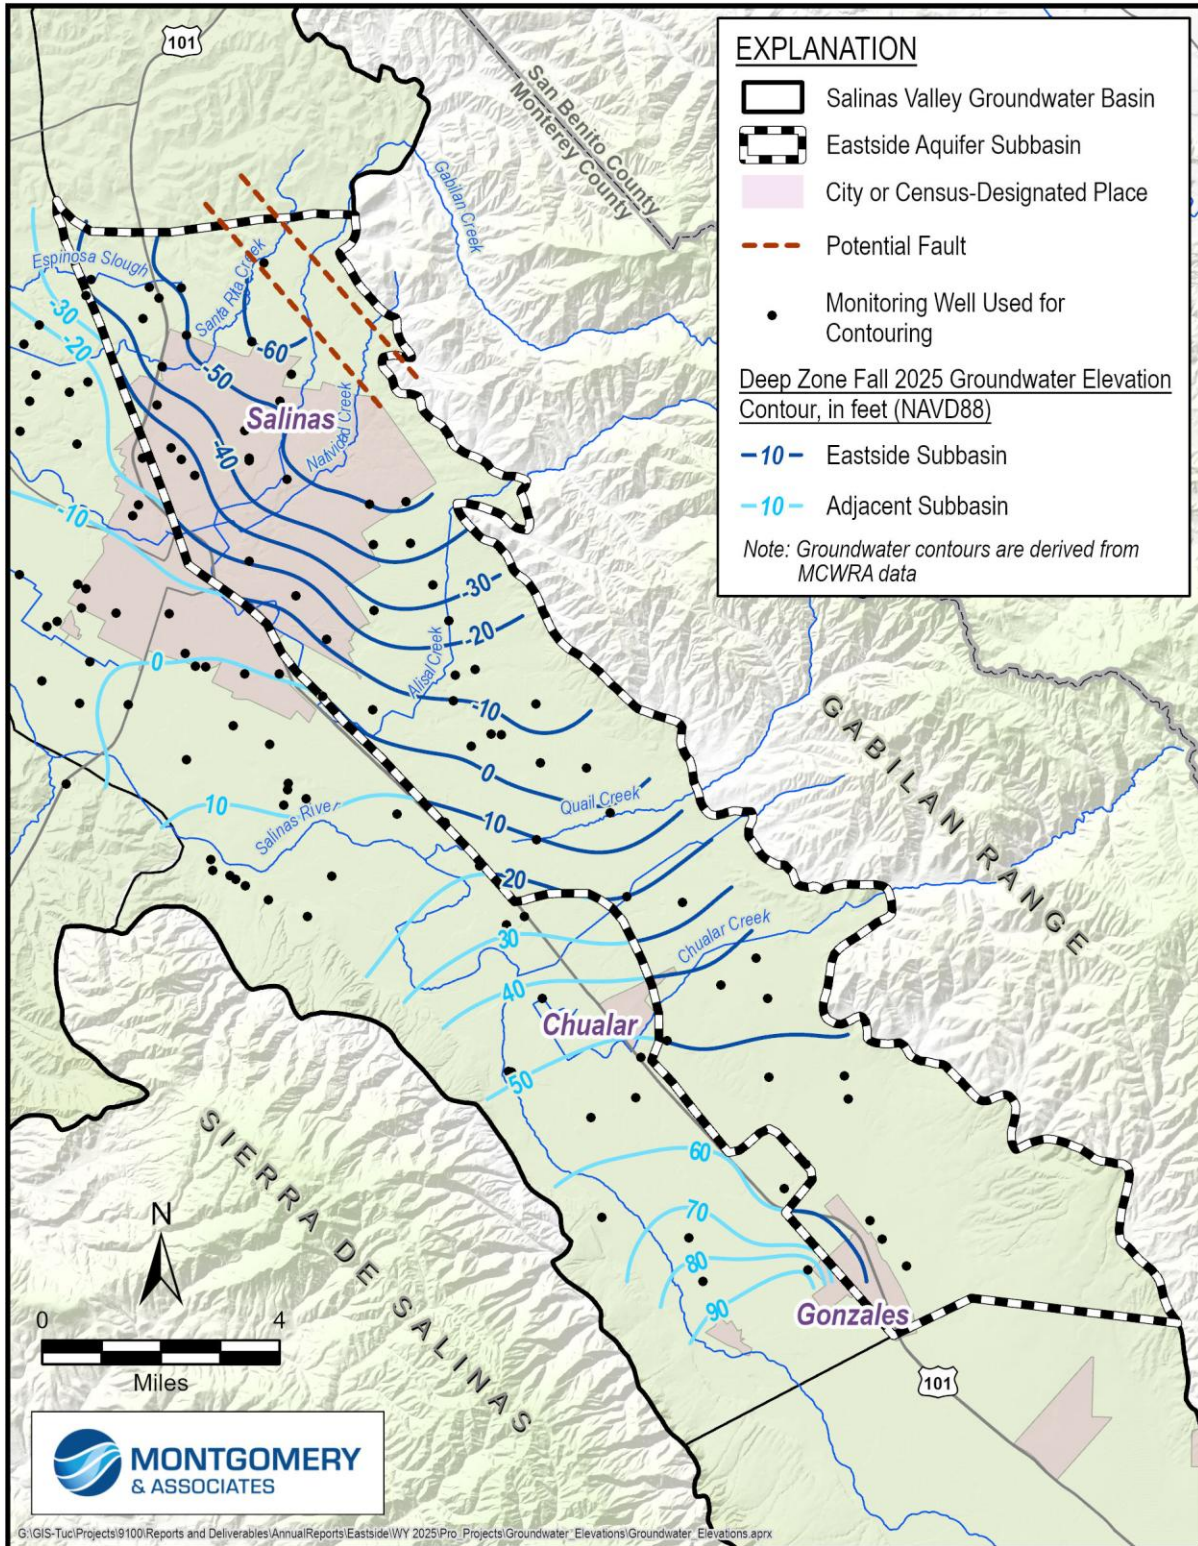 101
San Benito County
Monterey County
Gabilan Creek
EXPLANATION
Salinas Valley Groundwater Basin
Eastside Aquifer Subbasin
City or Census-Designated Place
Potential Fault
Monitoring Well Used for
Contouring
Deep Zone Fall 2025 Groundwater Elevation
Contour, in feet (NAVD88)
-10- Eastside Subbasin
-10- Adjacent Subbasin
Note: Groundwater contours are derived from
MCWRA data
Espinosa Slough
Santa Rita Creek
-30
-20
-60
-50
Salinas
Natividad Creek
-40
-10
-30
-20
0
Alisal Creek
-10
GABILAN RANGE
0
10
Quail Creek
Salinas River
10
20
30
Chualar Creek
40
Chualar
50
SIERRA DE SALINAS
60
70
80
90
Gonzales
N
0 4
Miles
101
MONTGOMERY
& ASSOCIATES
G:\GIS-Tuc\Projects\9100\Reports and Deliverables\AnnualReports\Eastside\WY 2025\Pro_Projects\Groundwater_Elevations\Groundwater_Elevations.aprx